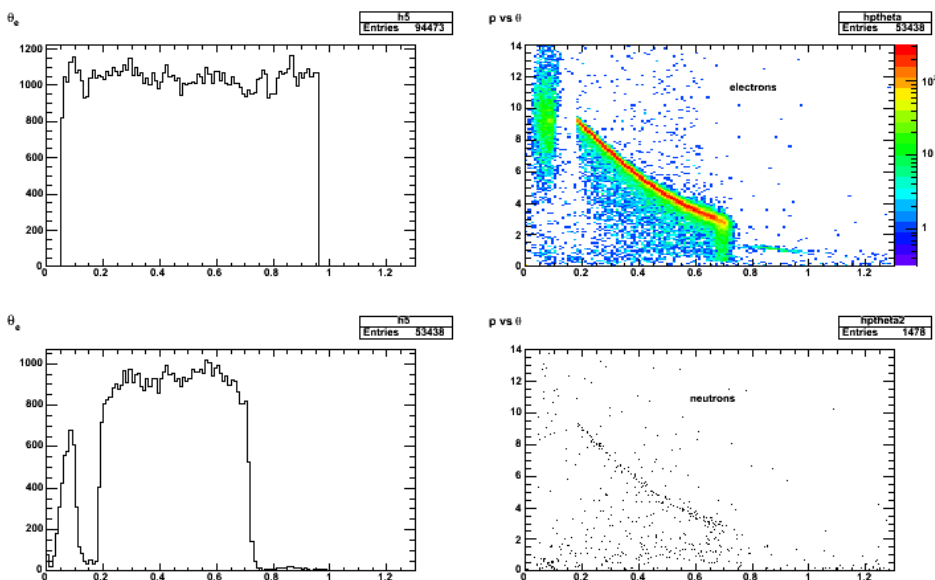 θe
h5
Entries 94473
1200
1000
800
600
400
200
0
0 0.2 0.4 0.6 0.8 1 1.2
p vs θ
hptheta
Entries 53438
14
12
10
8
6
4
2
0
0 0.2 0.4 0.6 0.8 1 1.2
electrons
10²
10
1
θe
h5
Entries 53438
1000
800
600
400
200
0
0 0.2 0.4 0.6 0.8 1 1.2
p vs θ
hptheta2
Entries 1478
14
12
10
8
6
4
2
0
0 0.2 0.4 0.6 0.8 1 1.2
neutrons